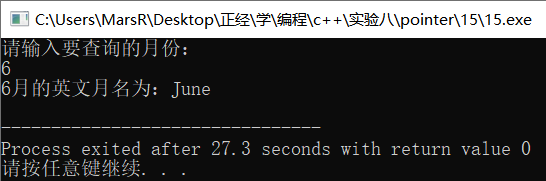 C:\Users\MarsR\Desktop\正经\学\编程\c++\实验八\pointer\15\15.exe
请输入要查询的月份：
6
6月的英文月名为：June
--------------------------------
Process exited after 27.3 seconds with return value 0
请按任意键继续. . .